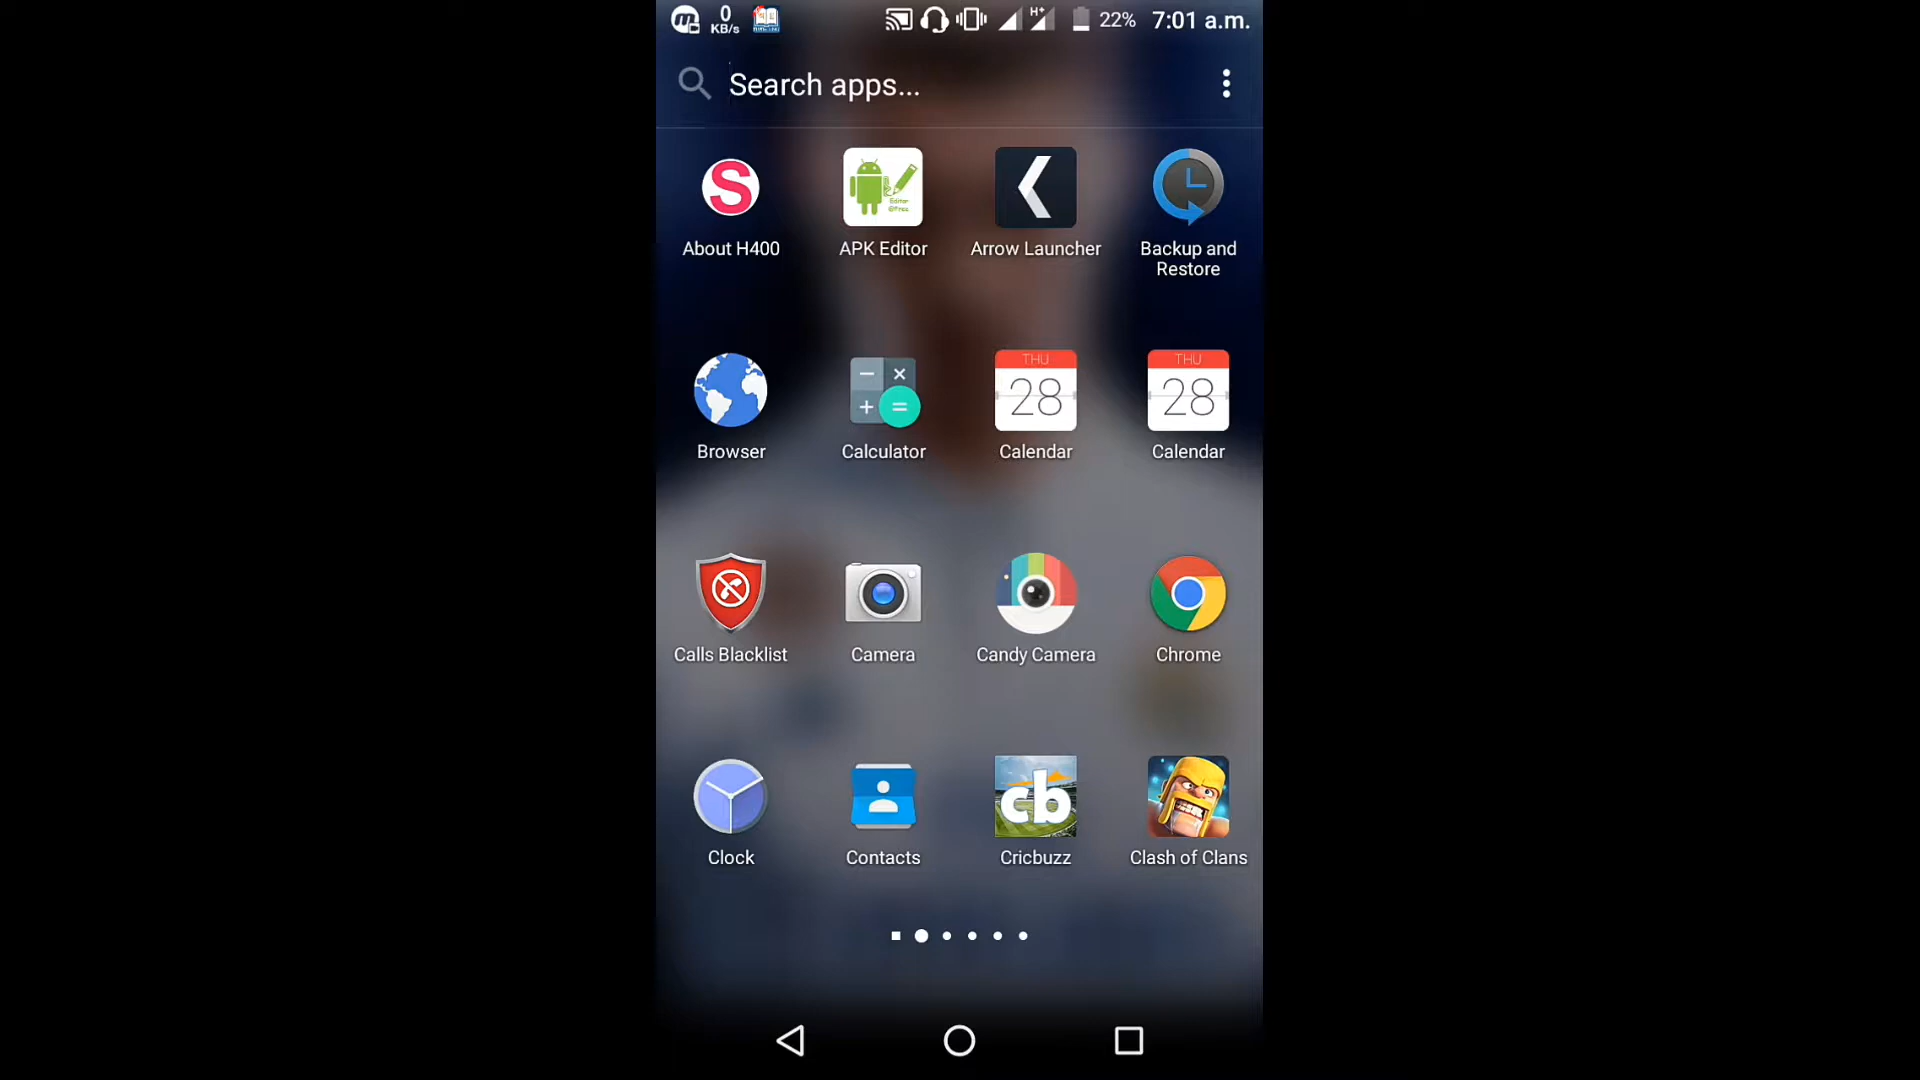 0
KB/s
H+
22%
7:01 a.m.
Search apps...
S
Editor
About H400
APK Editor
Arrow Launcher
Backup and
Restore
THU
28
THU
28
Browser
Calculator
Calendar
Calendar
Calls Blacklist
Camera
Candy Camera
Chrome
cb
Clock
Contacts
Cricbuzz
Clash of Clans